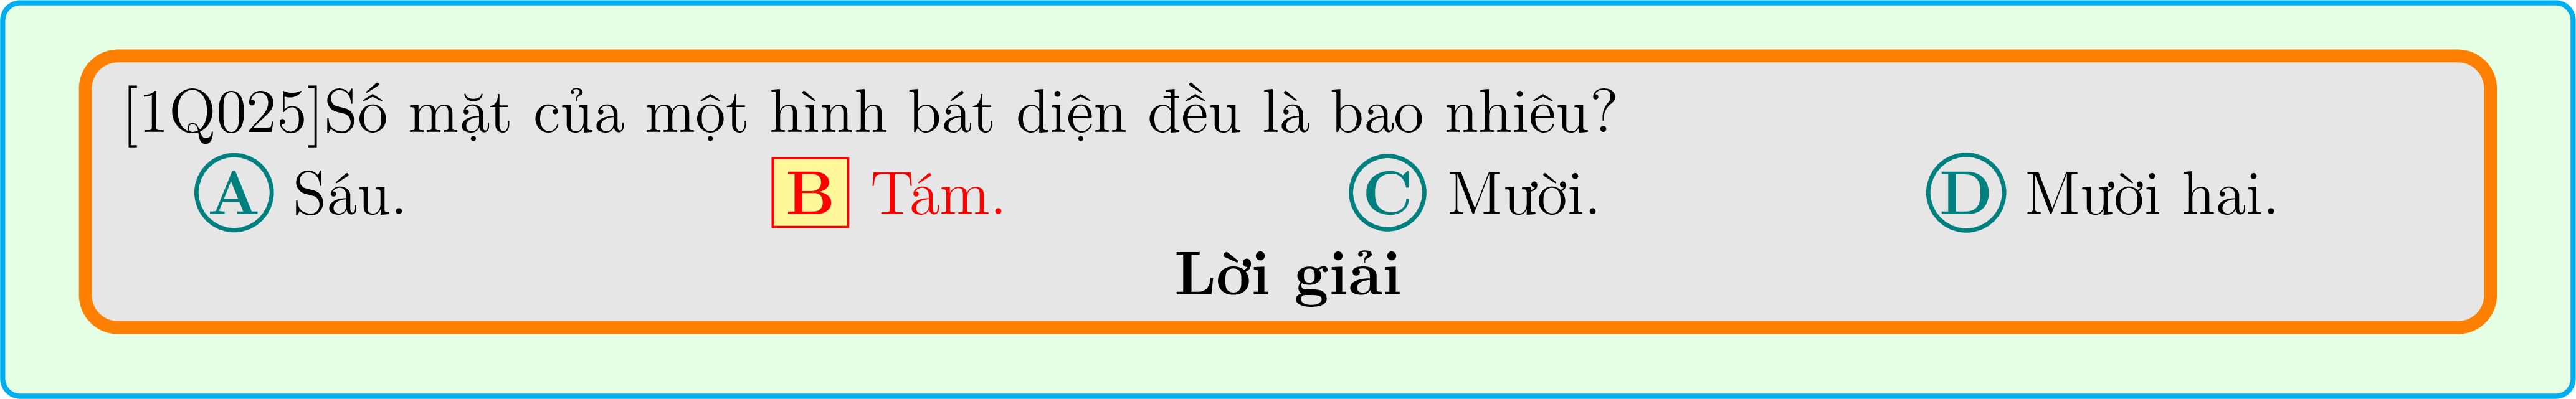 [1Q025]Số mặt của một hình bát diện đều là bao nhiêu?
A Sáu. B Tám. C Mười. D Mười hai.
Lời giải